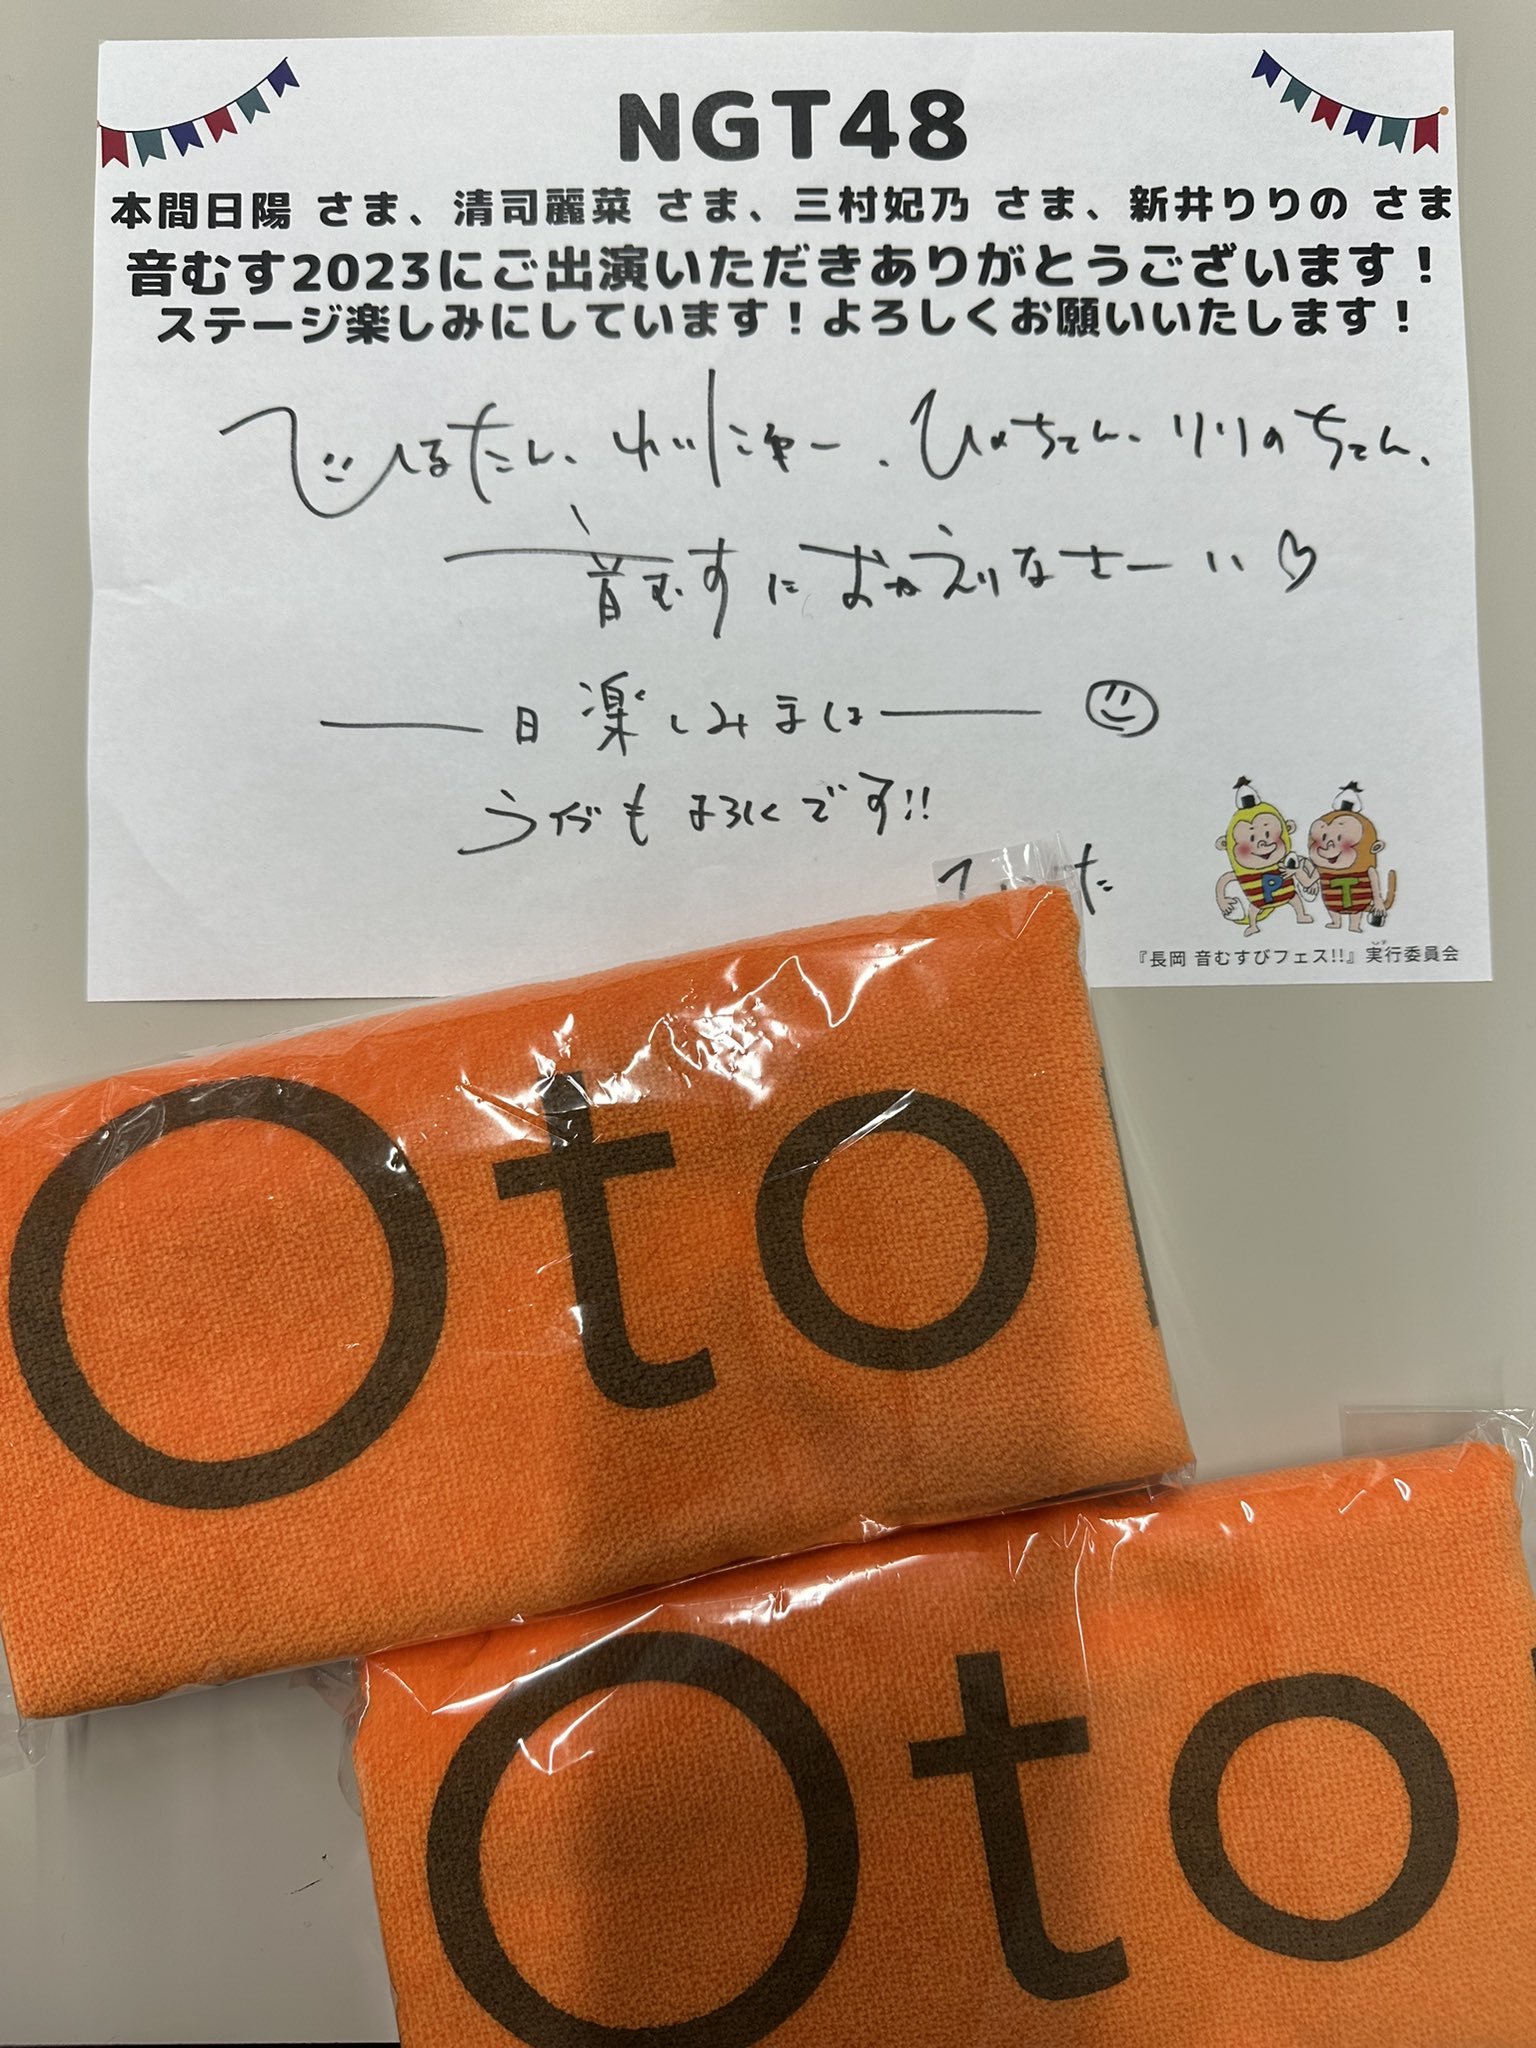 NGT48
本間日陽 さま、清司麗菜 さま、三村妃乃 さま、新井りりの さま
音むす2023にご出演いただきありがとうございます！
ステージ楽しみにしています！よろしくお願いいたします！
ひなたん、れいにゃー、ひのちゃん、りりのちゃん、
音むすにおかえりなさーい♡
一日楽しみましょー
ライブもよろしくです!!
P T
『長岡 音むすびフェス!!』実行委員会
Oto
Oto